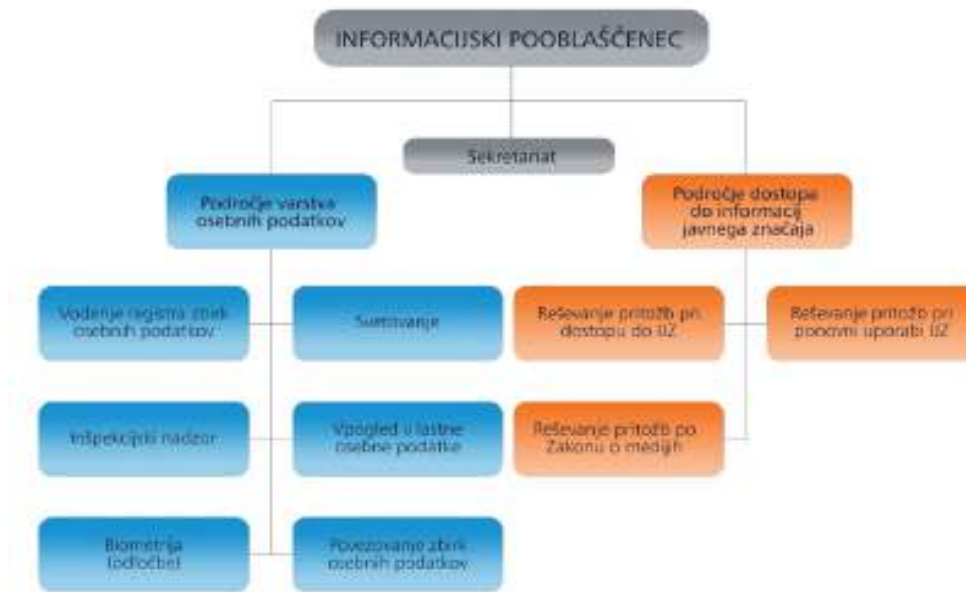 INFORMACIJSKI POOBLAŠČENEC
Sekretariat
Področje varstva
osebnih podatkov
Področje dostopa
do informacij
javnega značaja
Vodenje registra zbirk
osebnih podatkov
Svetovanje
Reševanje pritožb pri
dostopu do IJZ
Reševanje pritožb pri
ponovni uporabi IJZ
Inšpekcijski nadzor
Vpogled v lastne
osebne podatke
Reševanje pritožb po
Zakonu o medijih
Biometrija
(odločbe)
Povezovanje zbirk
osebnih podatkov